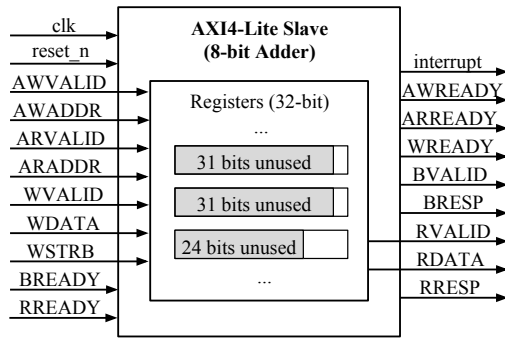 clk
reset_n
AWVALID
AWADDR
ARVALID
ARADDR
WVALID
WDATA
WSTRB
BREADY
RREADY
AXI4-Lite Slave
(8-bit Adder)
Registers (32-bit)
...
31 bits unused
31 bits unused
24 bits unused
...
interrupt
AWREADY
ARREADY
WREADY
BVALID
BRESP
RVALID
RDATA
RRESP